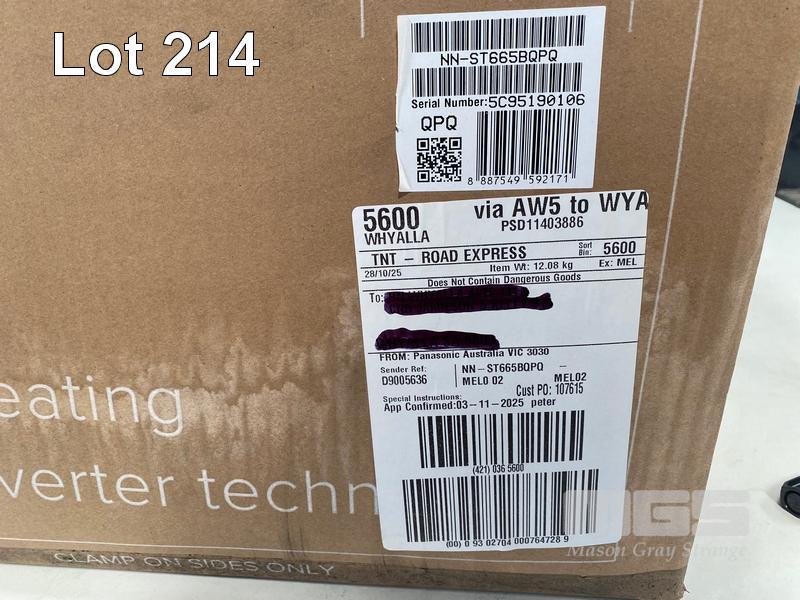 Lot 214
NN-ST665BQPQ
Serial Number:5C95190106
QPQ
8 887549 592171
5600 via AW5 to WYA
WHYALLA PSD11403886
TNT - ROAD EXPRESS Sort Bin: 5600
28/10/25 Item Wt: 12.08 kg Ex: MEL
Does Not Contain Dangerous Goods
To:
FROM: Panasonic Australia VIC 3030
Sender Ref: NN-ST665BQPQ -
D9005636 MEL0 02 MEL02
Cust PO: 107615
Special Instructions:
App Confirmed:03-11-2025 peter
(421) 036 5600
(00) 0 93 02704 000764728 9
eating
verter techn
CLAMP ON SIDES ONLY
MGS
Mason Gray Strange